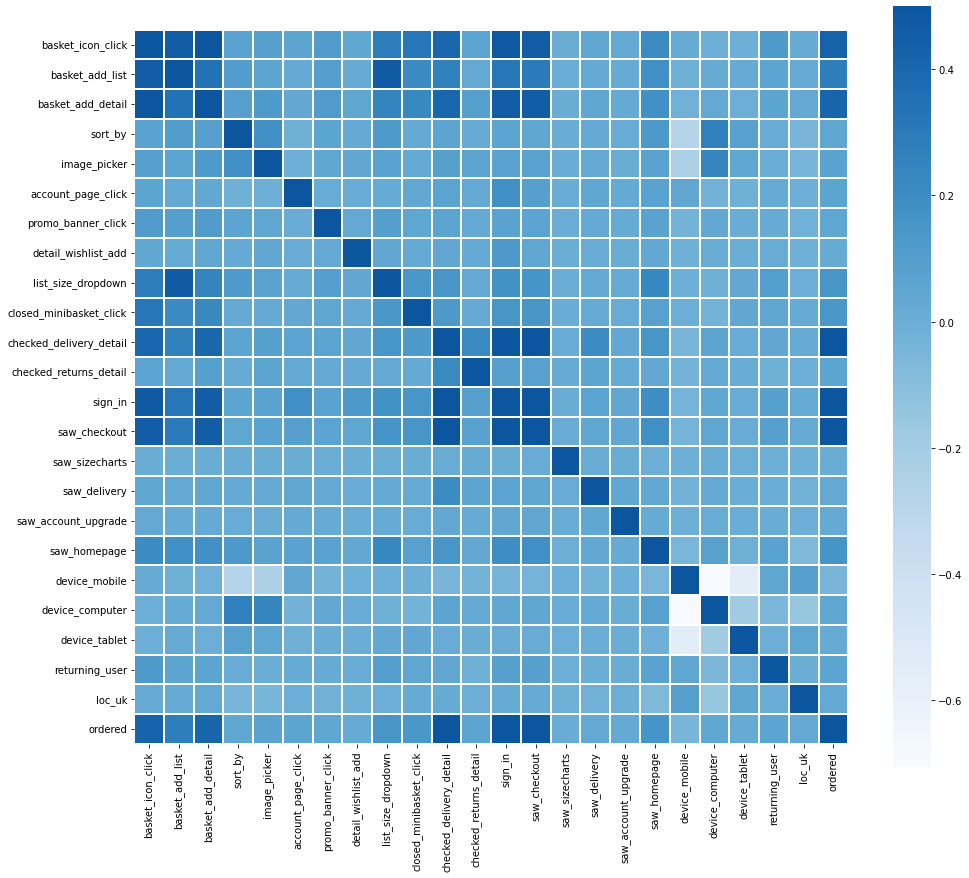 basket_icon_click
basket_add_list
basket_add_detail
sort_by
image_picker
account_page_click
promo_banner_click
detail_wishlist_add
list_size_dropdown
closed_minibasket_click
checked_delivery_detail
checked_returns_detail
sign_in
saw_checkout
saw_sizecharts
saw_delivery
saw_account_upgrade
saw_homepage
device_mobile
device_computer
device_tablet
returning_user
loc_uk
ordered
basket_icon_click
basket_add_list
basket_add_detail
sort_by
image_picker
account_page_click
promo_banner_click
detail_wishlist_add
list_size_dropdown
closed_minibasket_click
checked_delivery_detail
checked_returns_detail
sign_in
saw_checkout
saw_sizecharts
saw_delivery
saw_account_upgrade
saw_homepage
device_mobile
device_computer
device_tablet
returning_user
loc_uk
ordered
0.4
0.2
0.0
−0.2
−0.4
−0.6